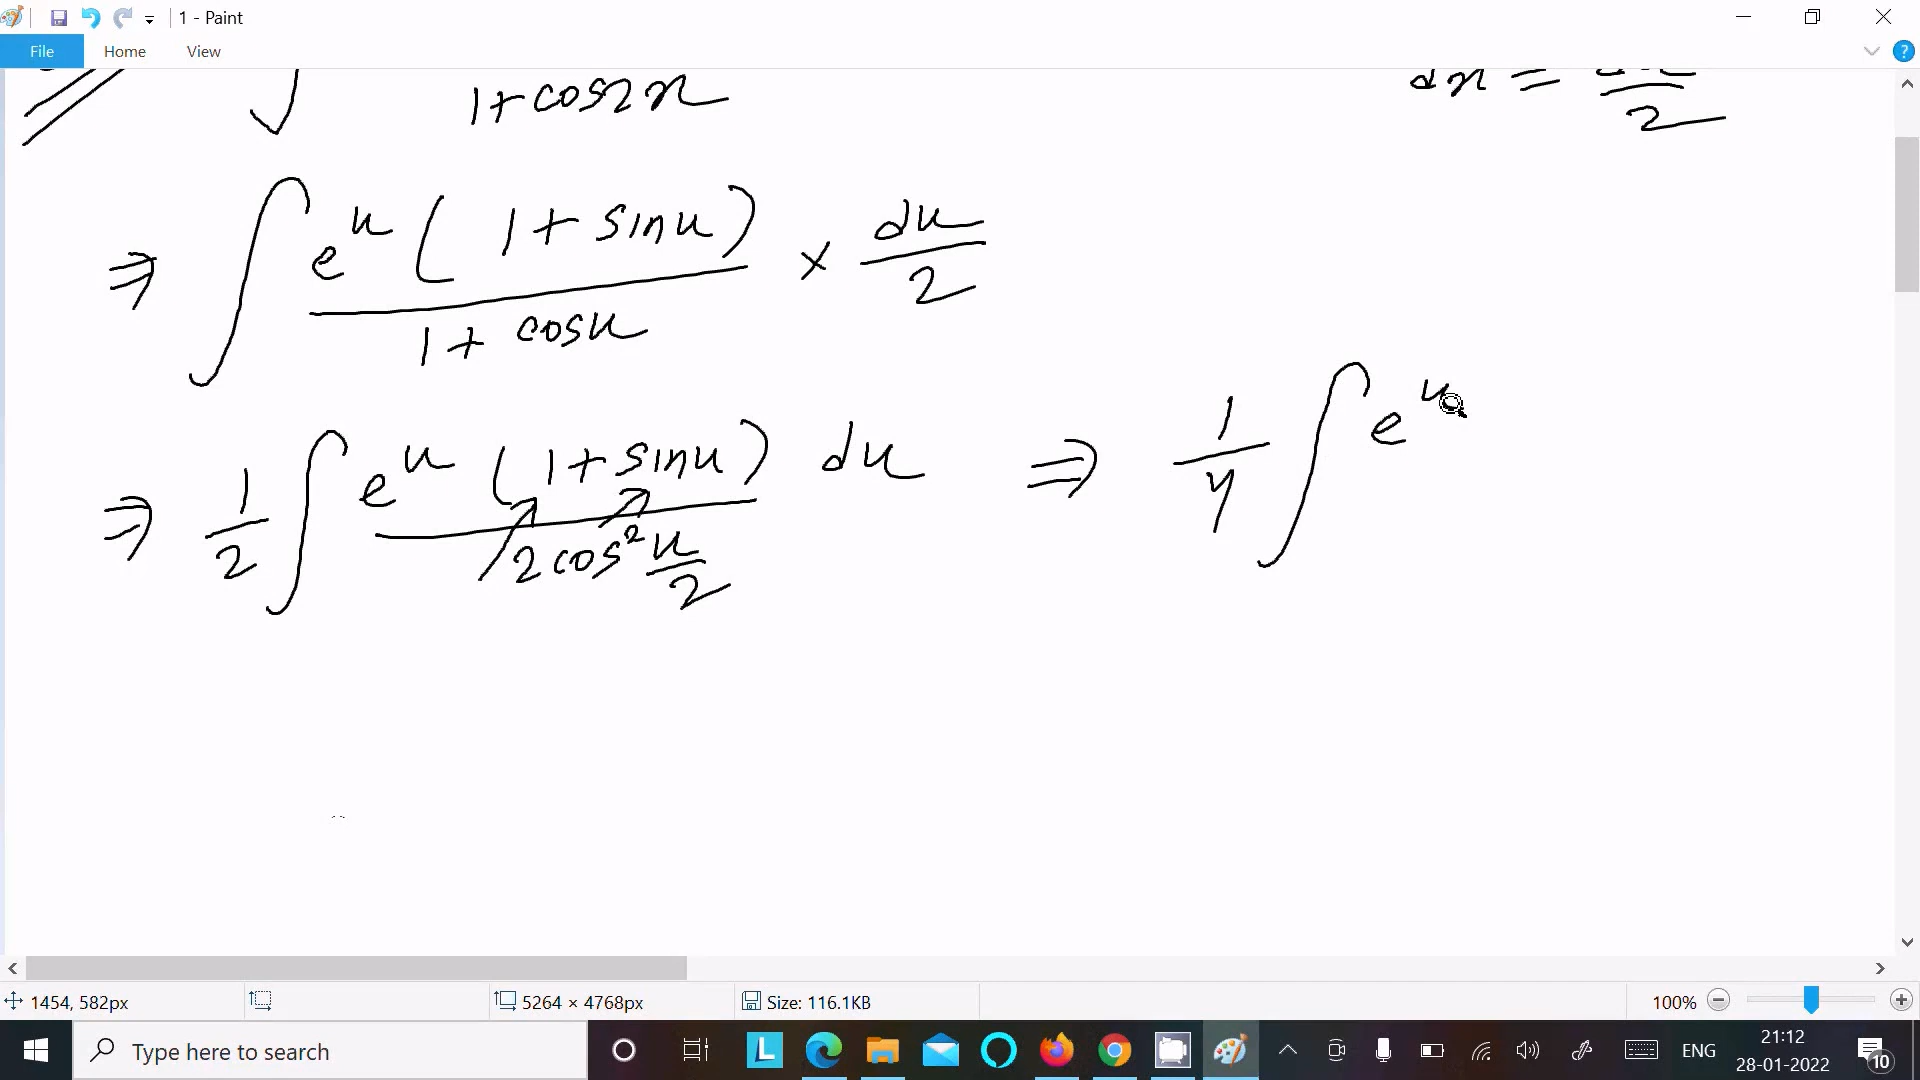 1 - Paint
File Home View
∫ 1+cos2x
dx = 2
⇒ ∫ e^u (1+sinu) / 1+cosu × du/2
⇒ 1/2 ∫ e^u (1+sinu) / 2cos²u/2 du ⇒ 1/4 ∫ e^u
1454, 582px 5264 × 4768px Size: 116.1KB 100%
Type here to search
L
ENG
21:12
28-01-2022
10